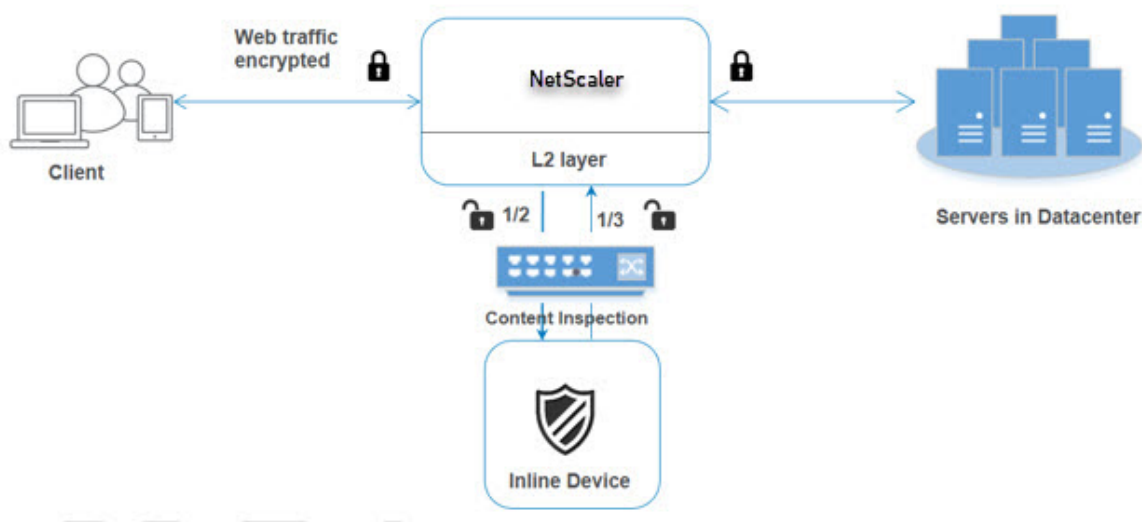 Web traffic
encrypted
NetScaler
L2 layer
Client
1/2
1/3
Servers in Datacenter
Content Inspection
Inline Device